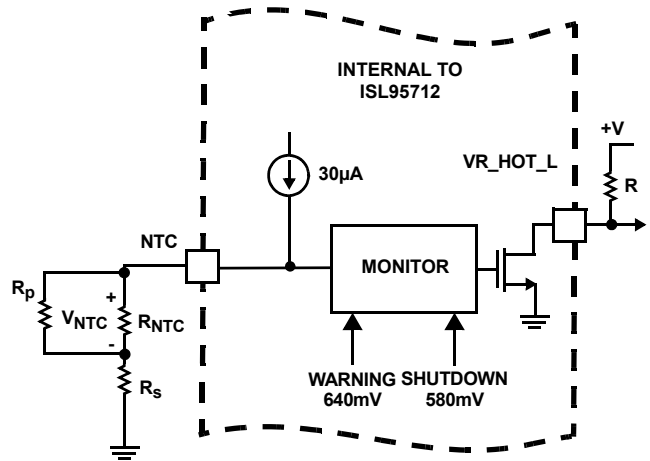 INTERNAL TO
ISL95712
+V
VR_HOT_L
R
30µA
NTC
MONITOR
Rp
+
VNTC
RNTC
-
Rs
WARNING
640mV
SHUTDOWN
580mV